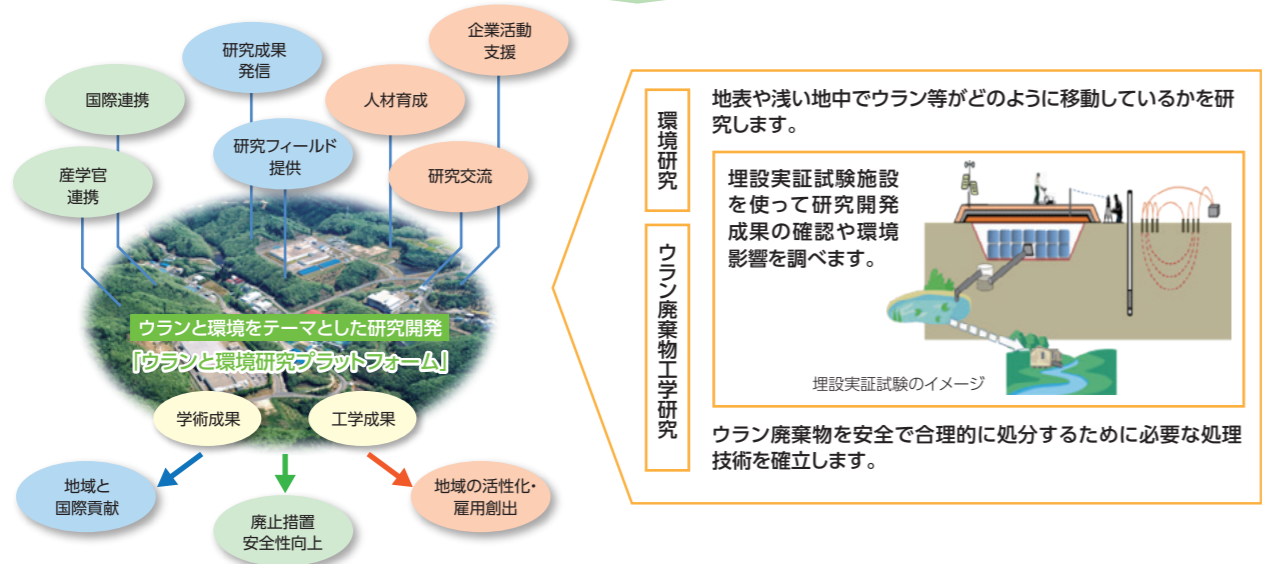 企業活動
支援
研究成果
発信
国際連携
人材育成
研究フィールド
提供
産学官
連携
研究交流
ウランと環境をテーマとした研究開発
「ウランと環境研究プラットフォーム」
学術成果
工学成果
地域と
国際貢献
廃止措置
安全性向上
地域の活性化・
雇用創出
環境研究
地表や浅い地中でウラン等がどのように移動しているかを研
究します。
埋設実証試験施設
を使って研究開発
成果の確認や環境
影響を調べます。
埋設実証試験のイメージ
ウラン廃棄物工学研究
ウラン廃棄物を安全で合理的に処分するために必要な処理
技術を確立します。